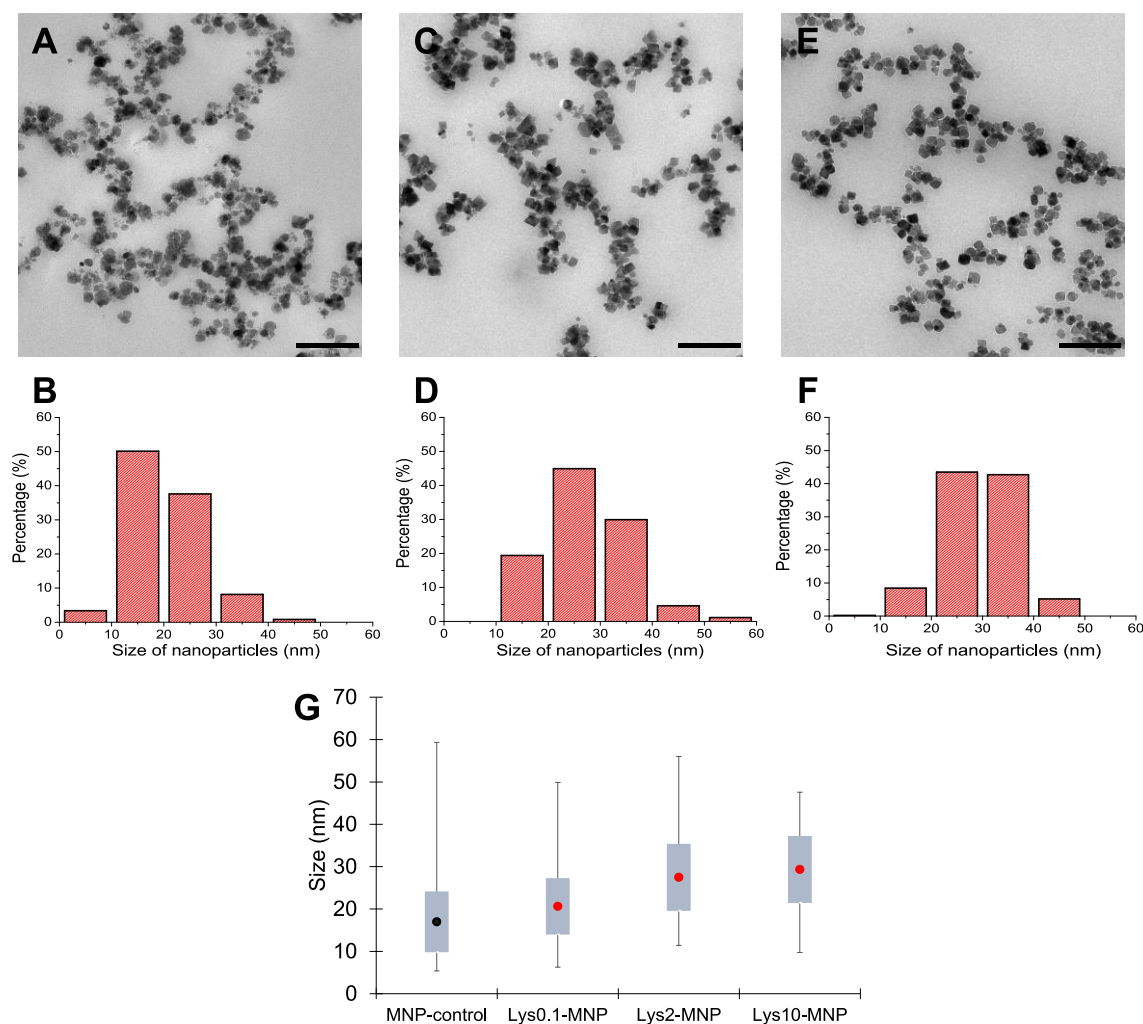 A
C
E
B
D
F
60
50
40
30
20
10
0
Percentage (%)
0 10 20 30 40 50 60
Size of nanoparticles (nm)
60
50
40
30
20
10
0
Percentage (%)
0 10 20 30 40 50 60
Size of nanoparticles (nm)
60
50
40
30
20
10
0
Percentage (%)
0 10 20 30 40 50 60
Size of nanoparticles (nm)
G
70
60
50
40
30
20
10
0
Size (nm)
MNP-control Lys0.1-MNP Lys2-MNP Lys10-MNP